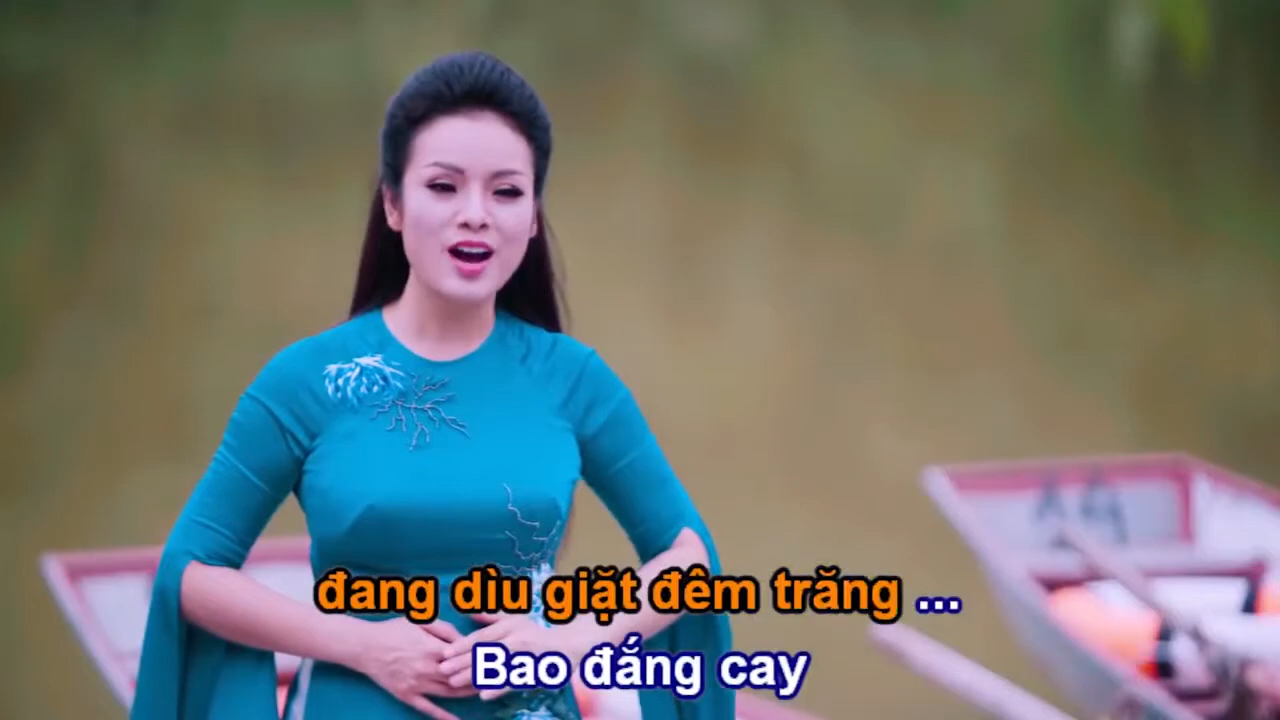 đang dìu giặt đêm trăng ...
Bao đắng cay